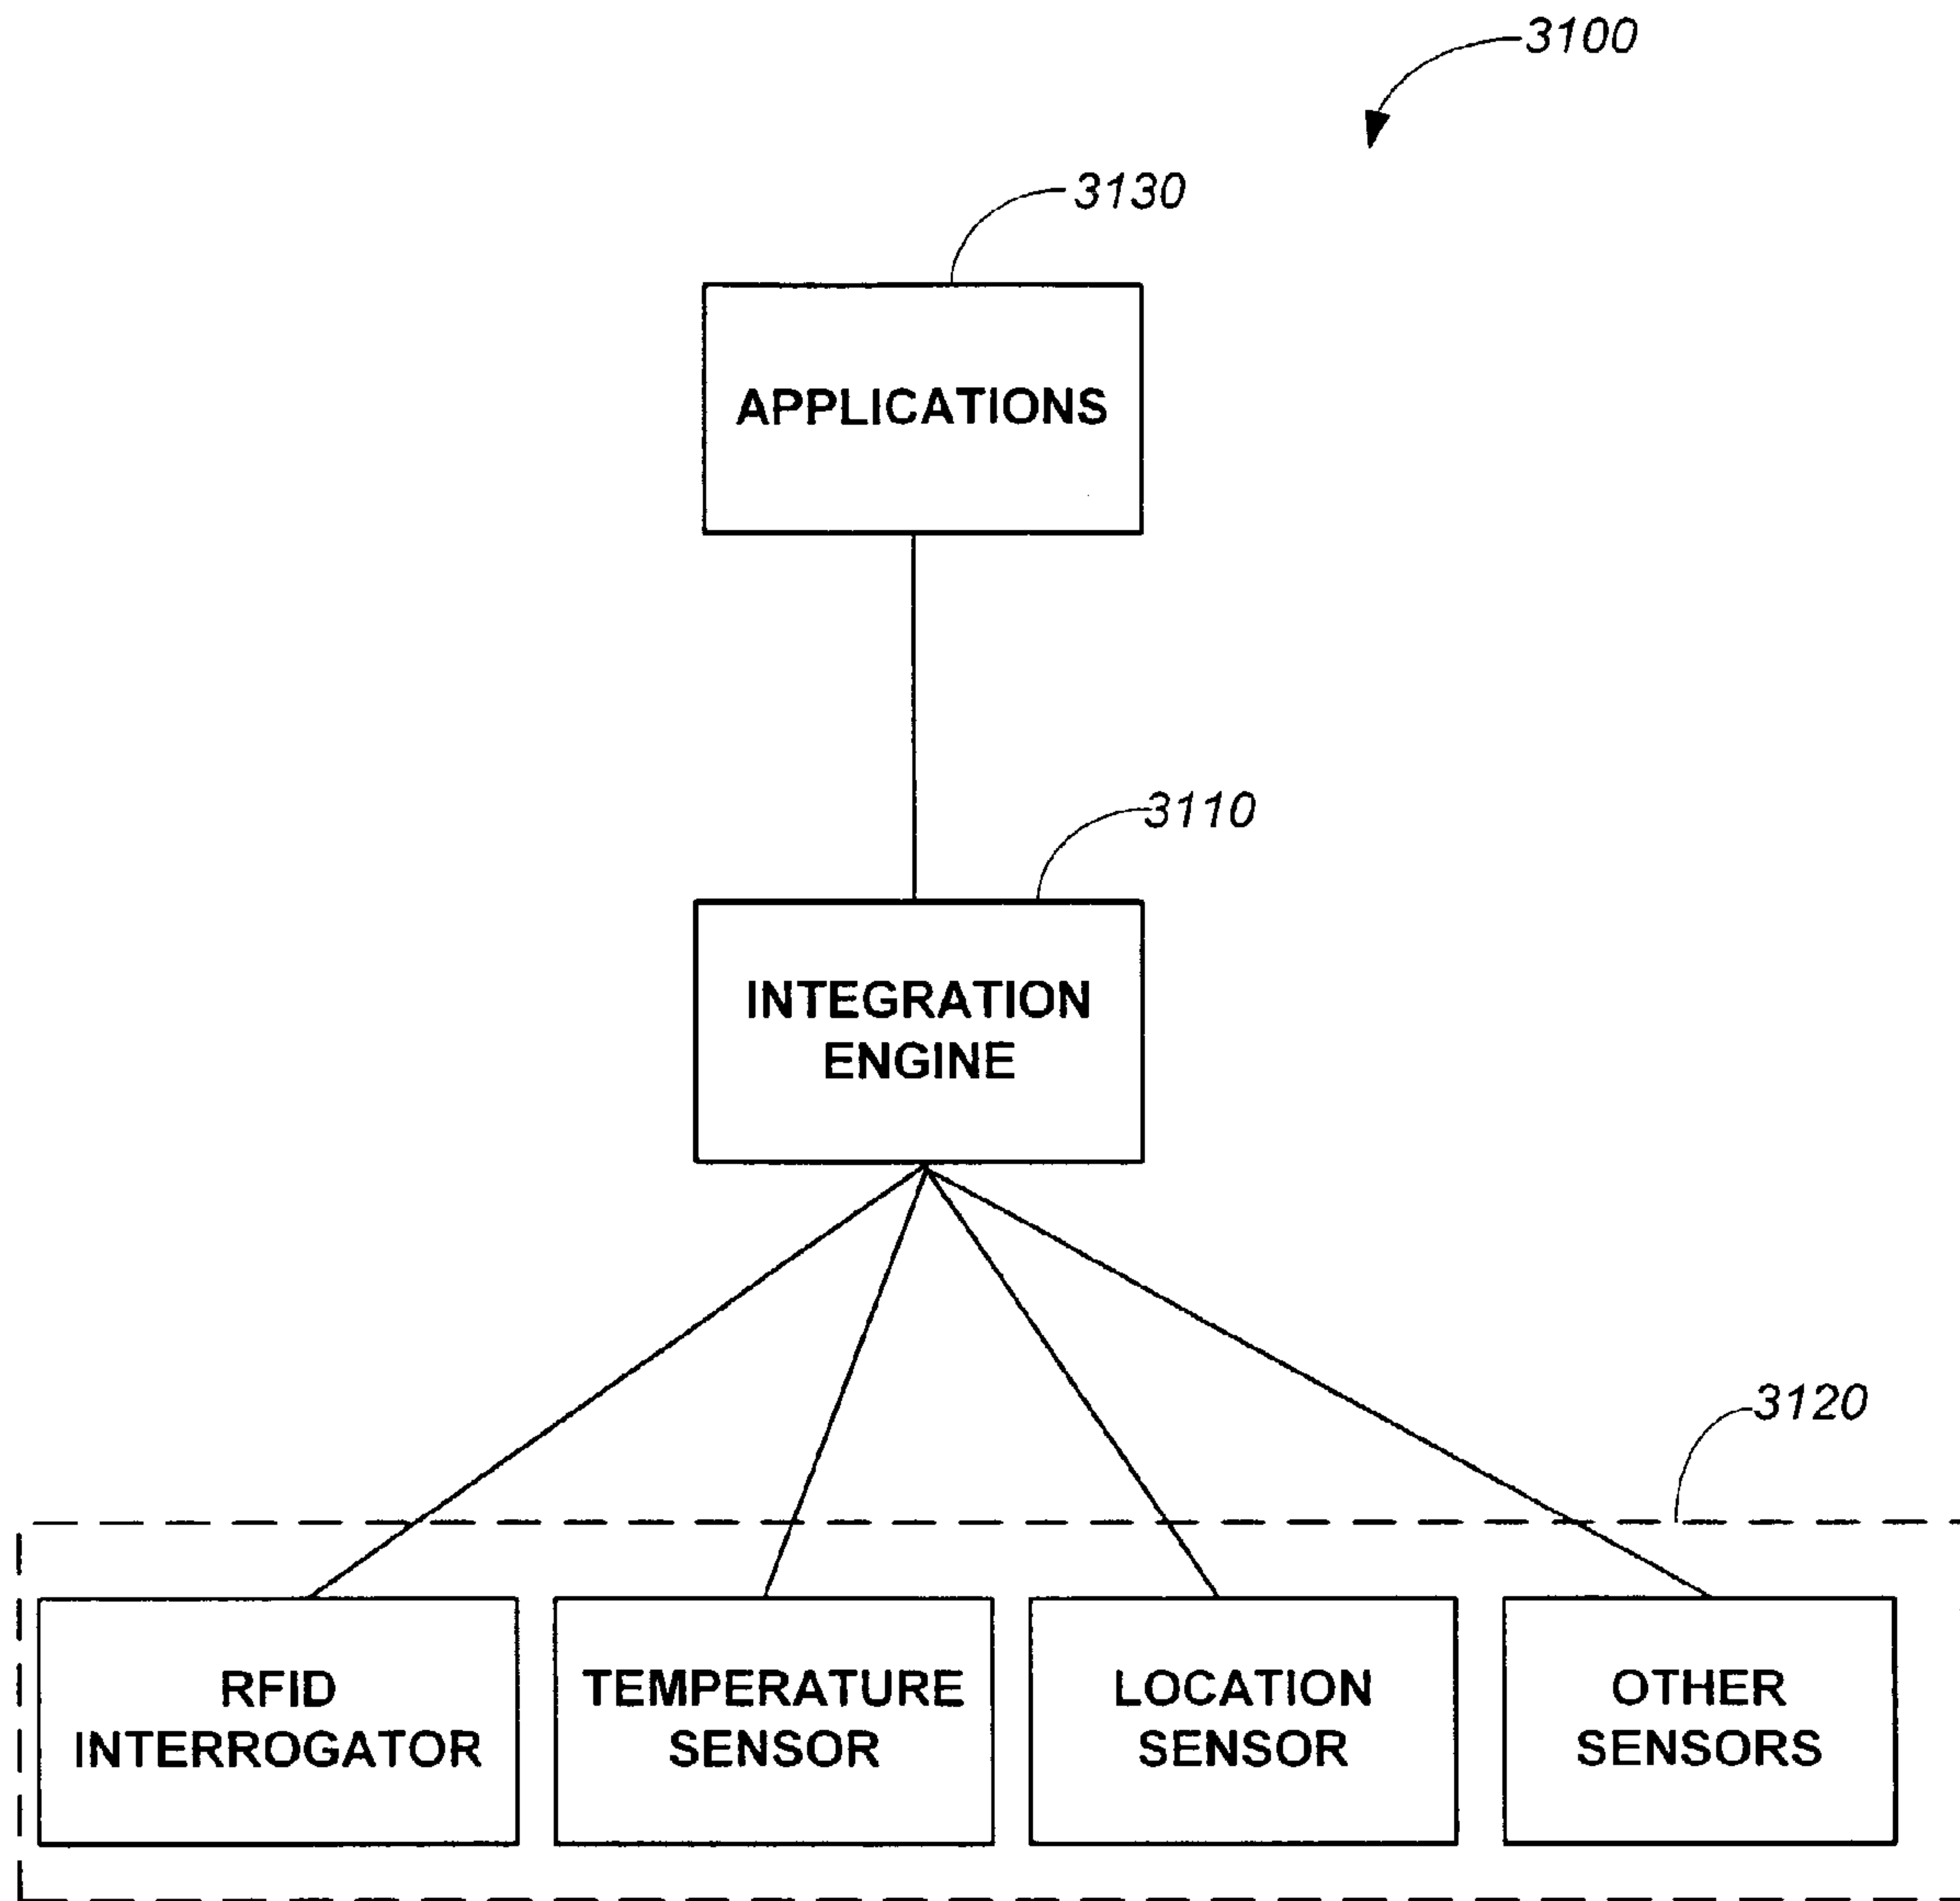 3100
3130
APPLICATIONS
3110
INTEGRATION
ENGINE
3120
RFID
INTERROGATOR
TEMPERATURE
SENSOR
LOCATION
SENSOR
OTHER
SENSORS